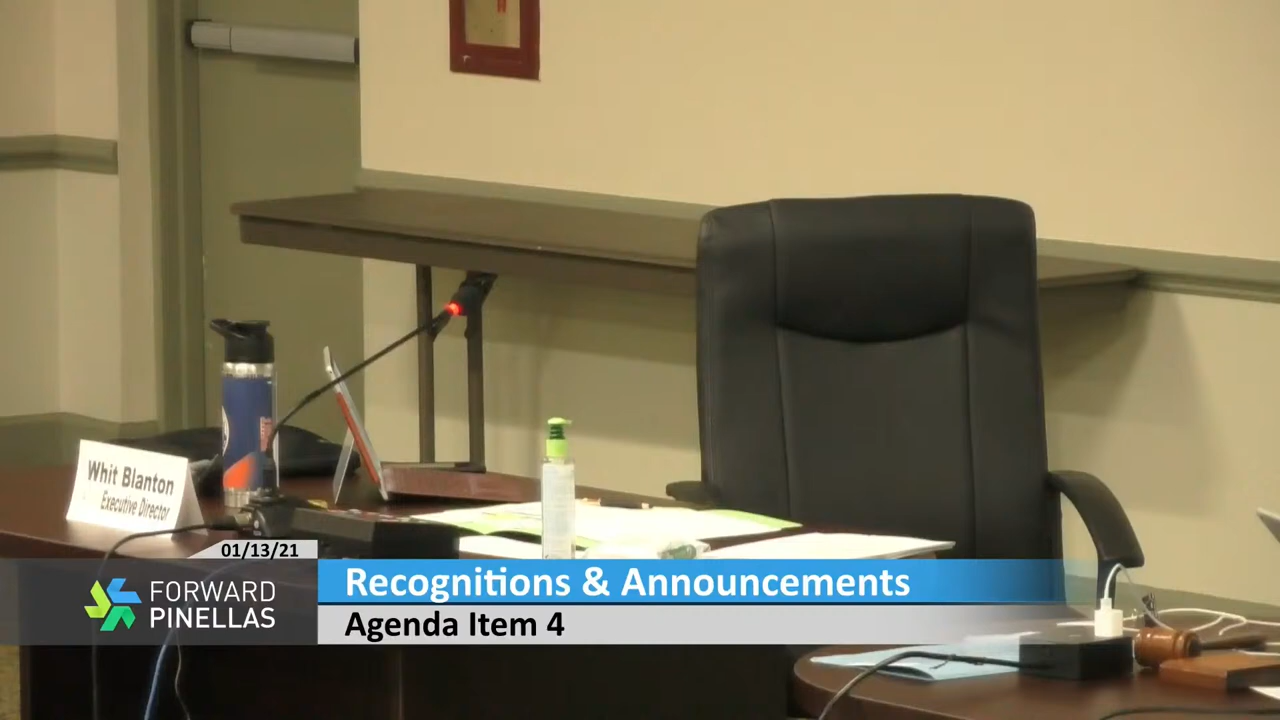 Whit Blanton
Executive Director
01/13/21
FORWARD
PINELLAS
Recognitions & Announcements
Agenda Item 4